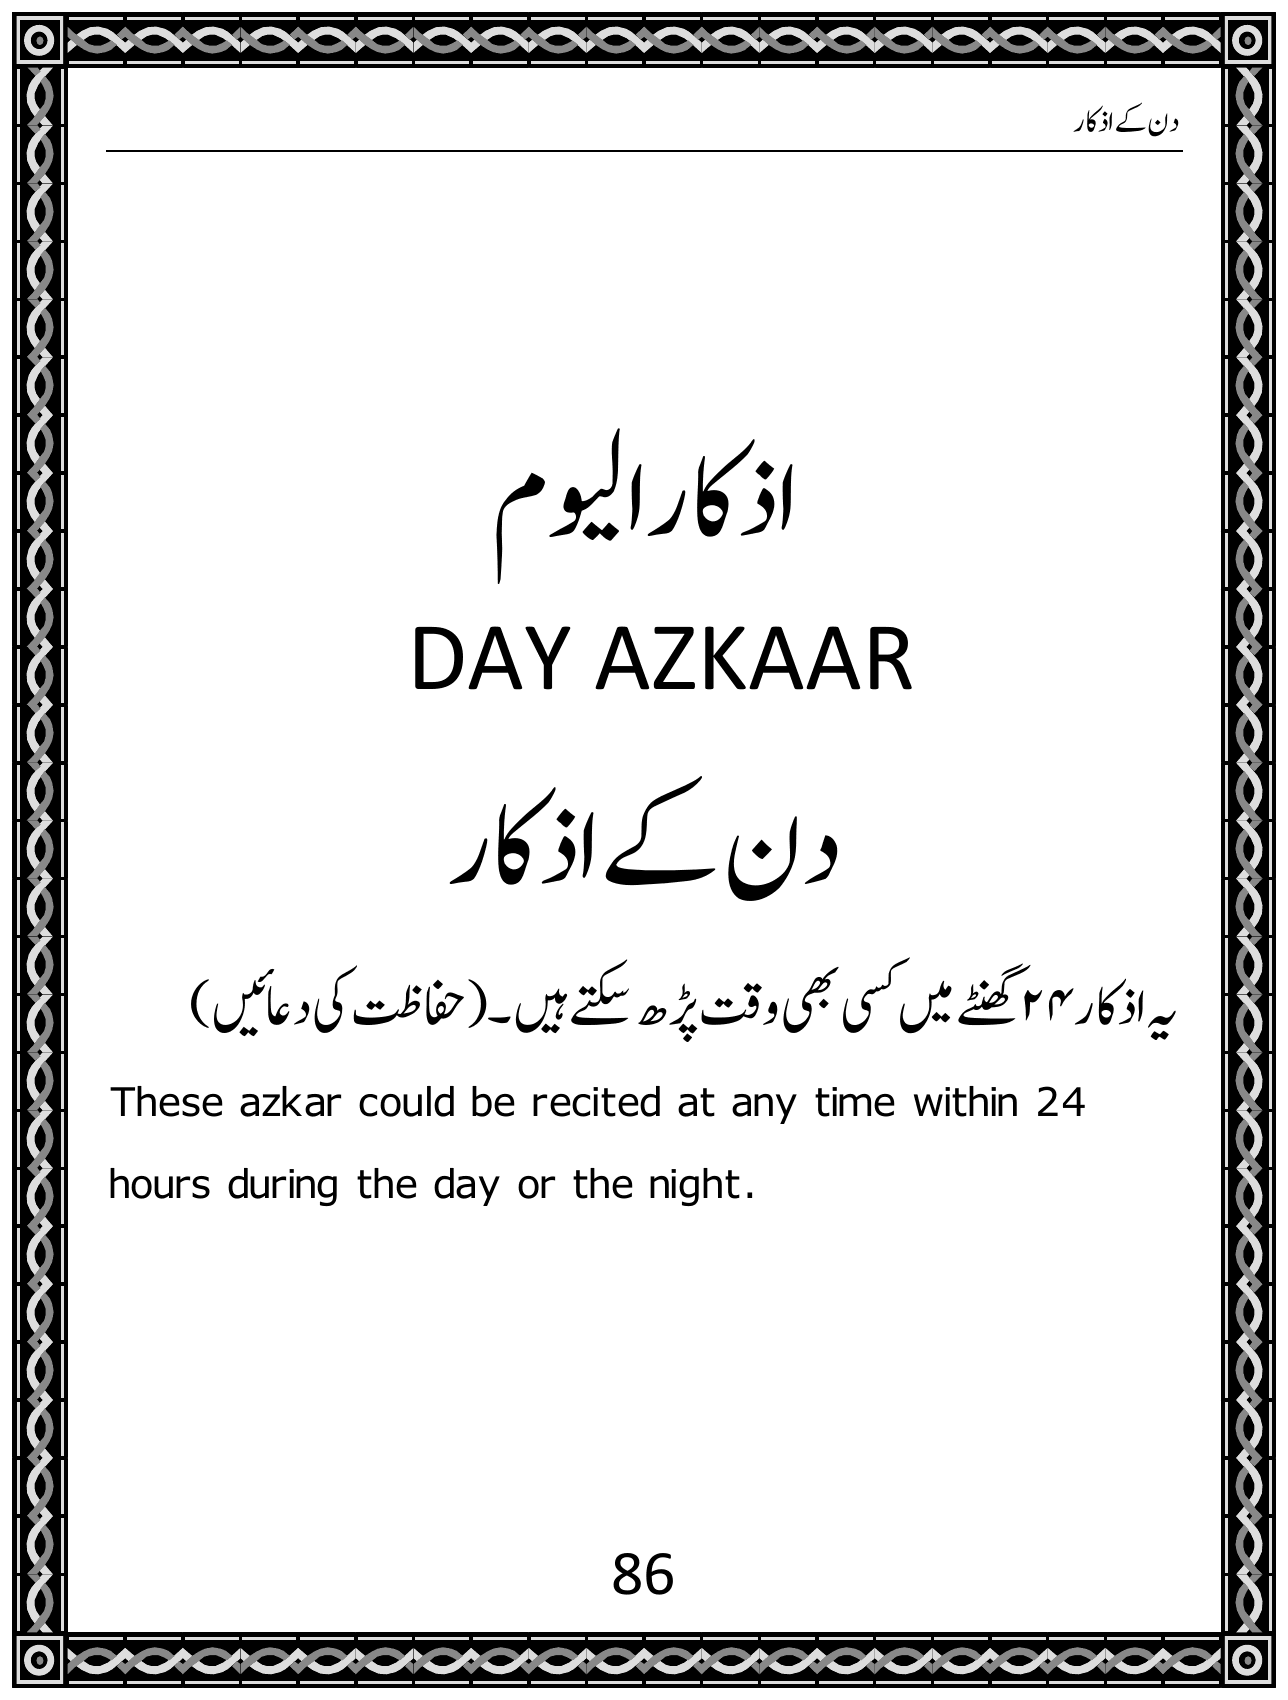 دن کے اذکار
اذکار الیوم
DAY AZKAAR
دن کے اذکار
یہ اذکار ۲۴ گھنٹے میں کسی بھی وقت پڑھ سکتے ہیں۔(حفاظت کی دعائیں)
These azkar could be recited at any time within 24
hours during the day or the night.
86